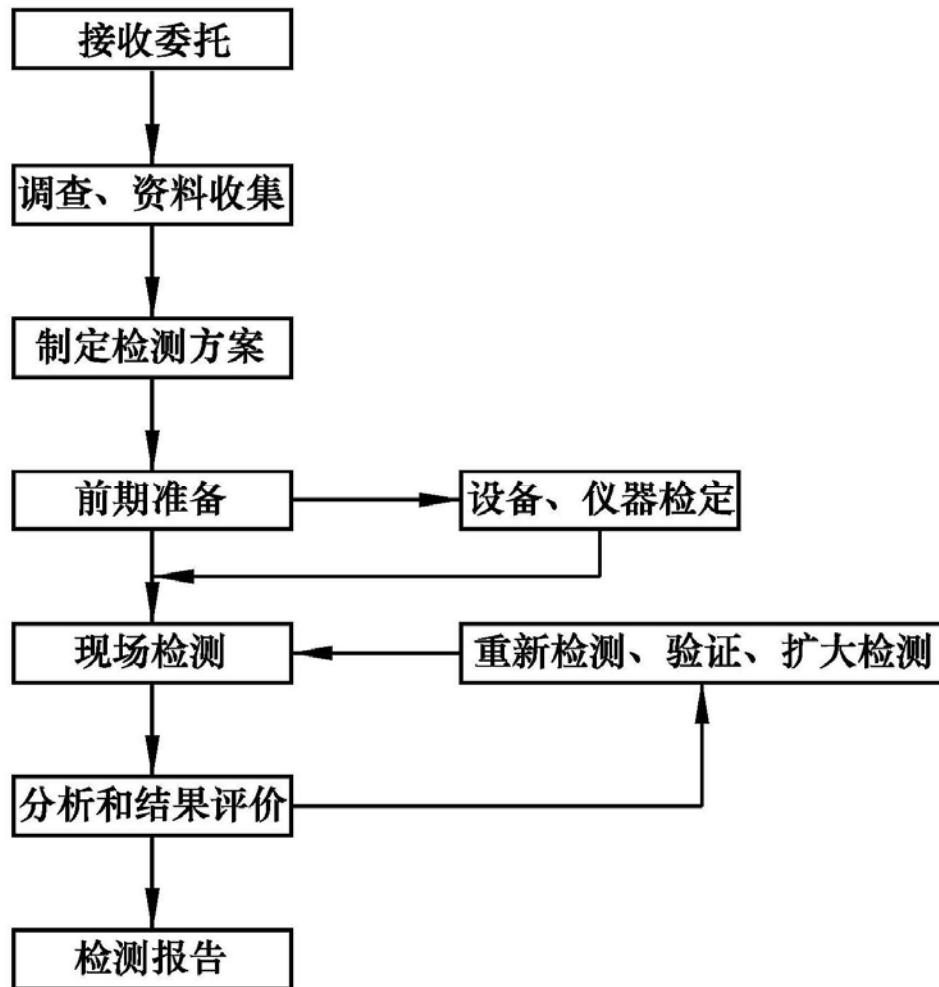 接收委托
调查、资料收集
制定检测方案
前期准备
设备、仪器检定
现场检测
重新检测、验证、扩大检测
分析和结果评价
检测报告